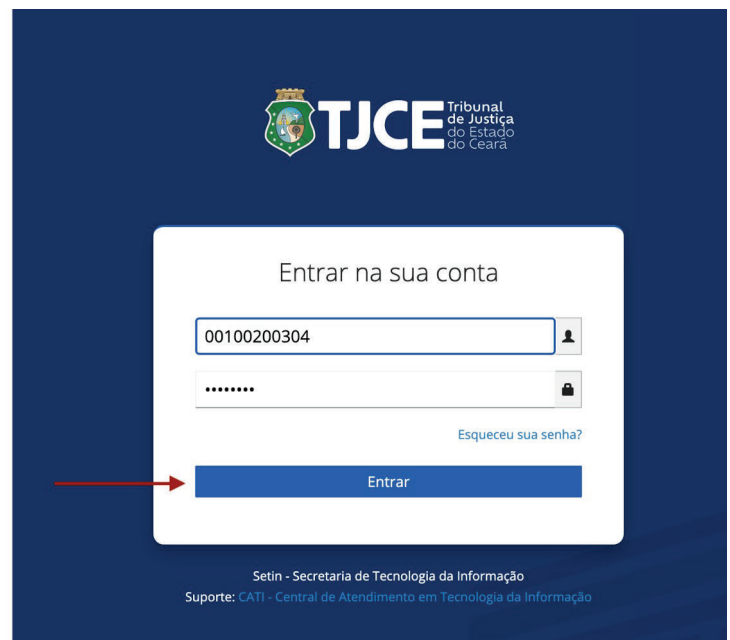 TJCE
Tribunal
de Justiça
do Estado
do Ceará
Entrar na sua conta
00100200304
••••••••
Esqueceu sua senha?
Entrar
Setin - Secretaria de Tecnologia da Informação
Suporte: CATI - Central de Atendimento em Tecnologia da Informação